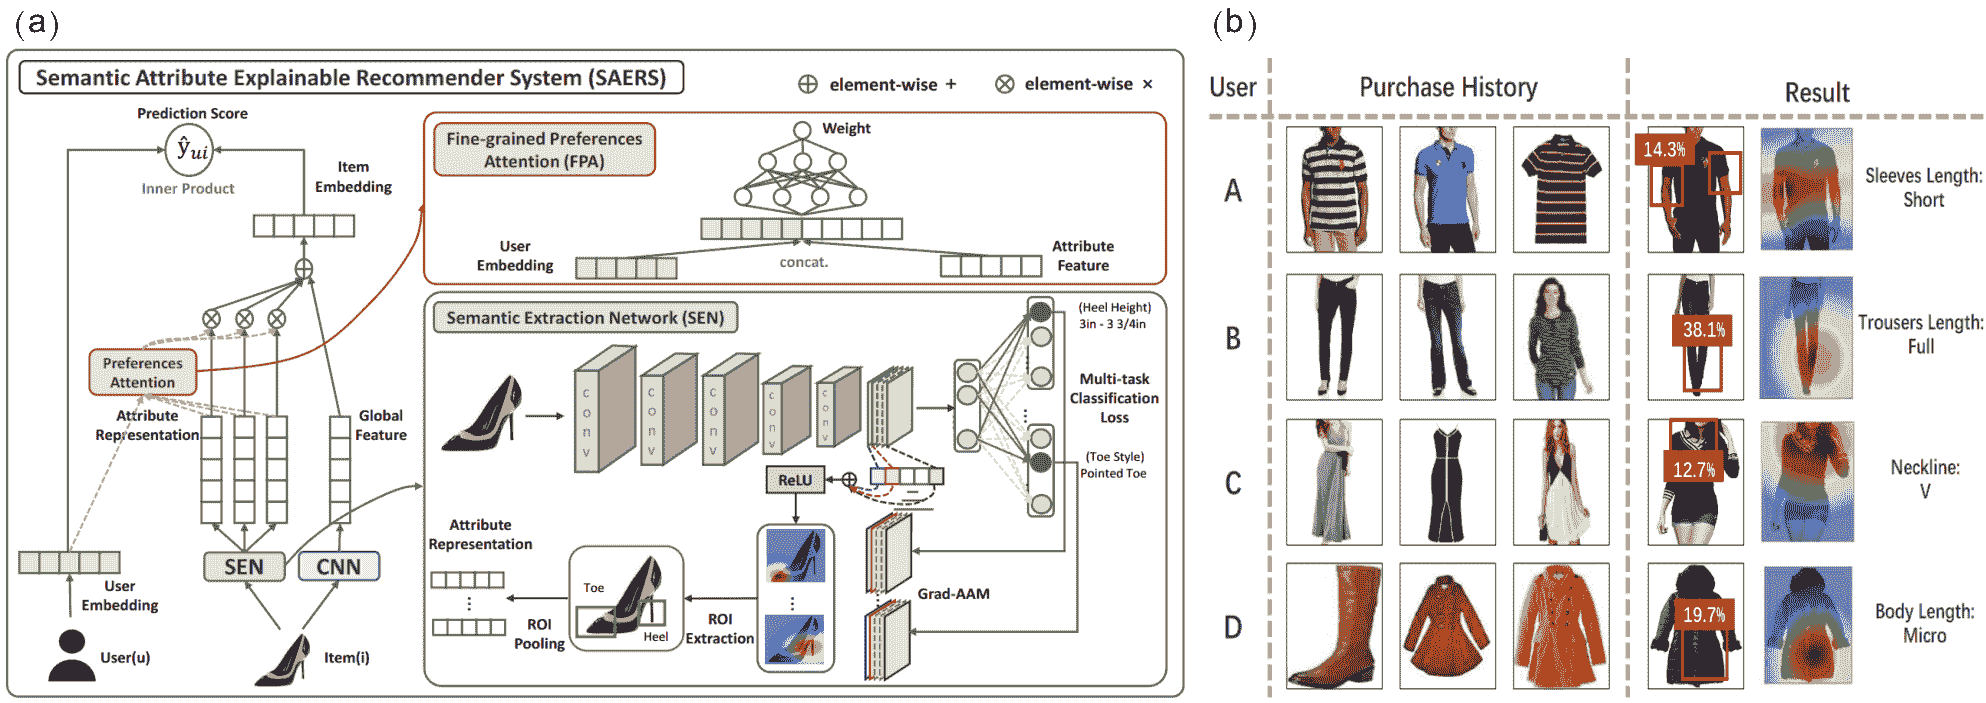 (a)
Semantic Attribute Explainable Recommender System (SAERS)
element-wise +
element-wise ×
Prediction Score
ŷui
Inner Product
Item
Embedding
Preferences
Attention
Attribute
Representation
Global
Feature
SEN
CNN
User
Embedding
User(u)
Item(i)
Fine-grained Preferences
Attention (FPA)
Weight
User
Embedding
concat.
Attribute
Feature
Semantic Extraction Network (SEN)
conv
conv
conv
conv
conv
(Heel Height)
3in - 3 3/4in
Multi-task
Classification
Loss
(Toe Style)
Pointed Toe
ReLU
Grad-AAM
ROI
Extraction
Toe
Heel
ROI
Pooling
Attribute
Representation
(b)
User
Purchase History
Result
A
14.3%
Sleeves Length:
Short
B
38.1%
Trousers Length:
Full
C
12.7%
Neckline:
V
D
19.7%
Body Length:
Micro